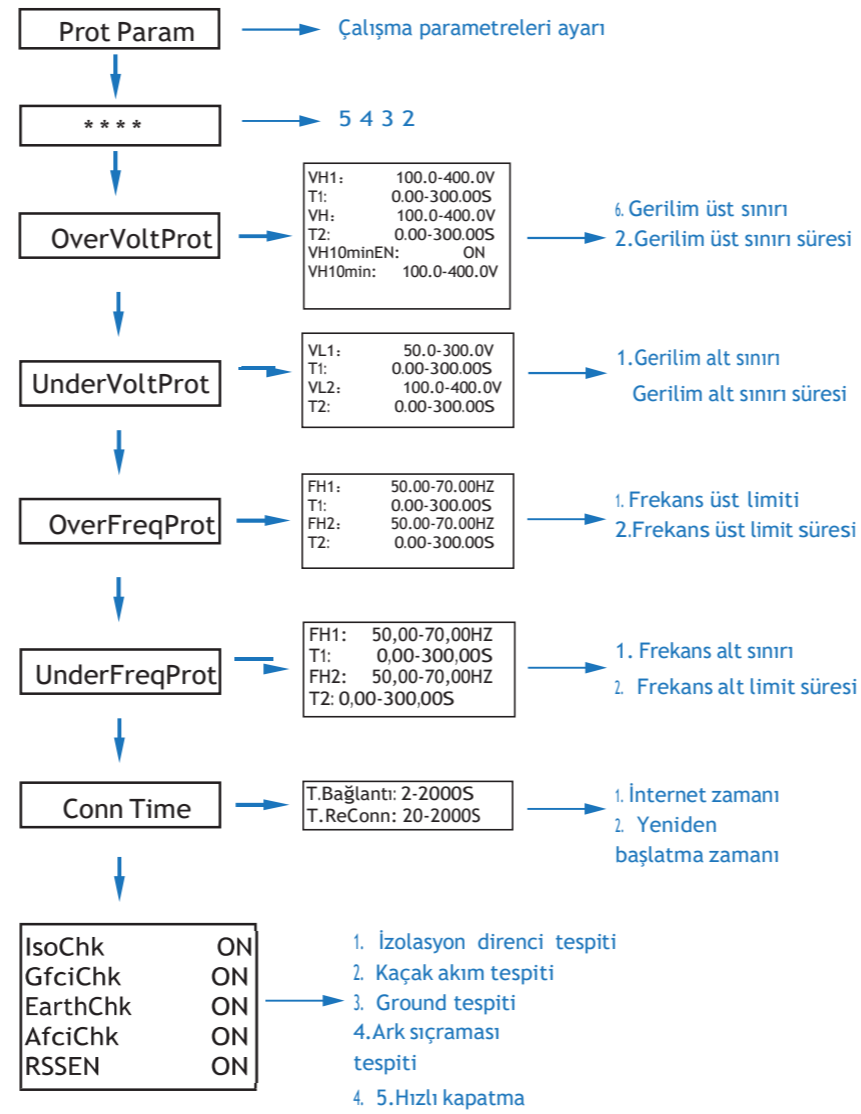 Prot Param
Çalışma parametreleri ayarı
* * * *
5 4 3 2
OverVoltProt
VH1: 100.0-400.0V
T1: 0.00-300.00S
VH: 100.0-400.0V
T2: 0.00-300.00S
VH10minEN: ON
VH10min: 100.0-400.0V
6. Gerilim üst sınırı
2.Gerilim üst sınırı süresi
UnderVoltProt
VL1: 50.0-300.0V
T1: 0.00-300.00S
VL2: 100.0-400.0V
T2: 0.00-300.00S
1.Gerilim alt sınırı
Gerilim alt sınırı süresi
OverFreqProt
FH1: 50.00-70.00HZ
T1: 0.00-300.00S
FH2: 50.00-70.00HZ
T2: 0.00-300.00S
1. Frekans üst limiti
2.Frekans üst limit süresi
UnderFreqProt
FH1: 50,00-70,00HZ
T1: 0,00-300,00S
FH2: 50,00-70,00HZ
T2: 0,00-300,00S
1. Frekans alt sınırı
2. Frekans alt limit süresi
Conn Time
T.Bağlantı: 2-2000S
T.ReConn: 20-2000S
1. İnternet zamanı
2. Yeniden
başlatma zamanı
IsoChk ON
GfciChk ON
EarthChk ON
AfciChk ON
RSSEN ON
1. İzolasyon direnci tespiti
2. Kaçak akım tespiti
3. Ground tespiti
4.Ark sıçraması
tespiti
4. 5.Hızlı kapatma